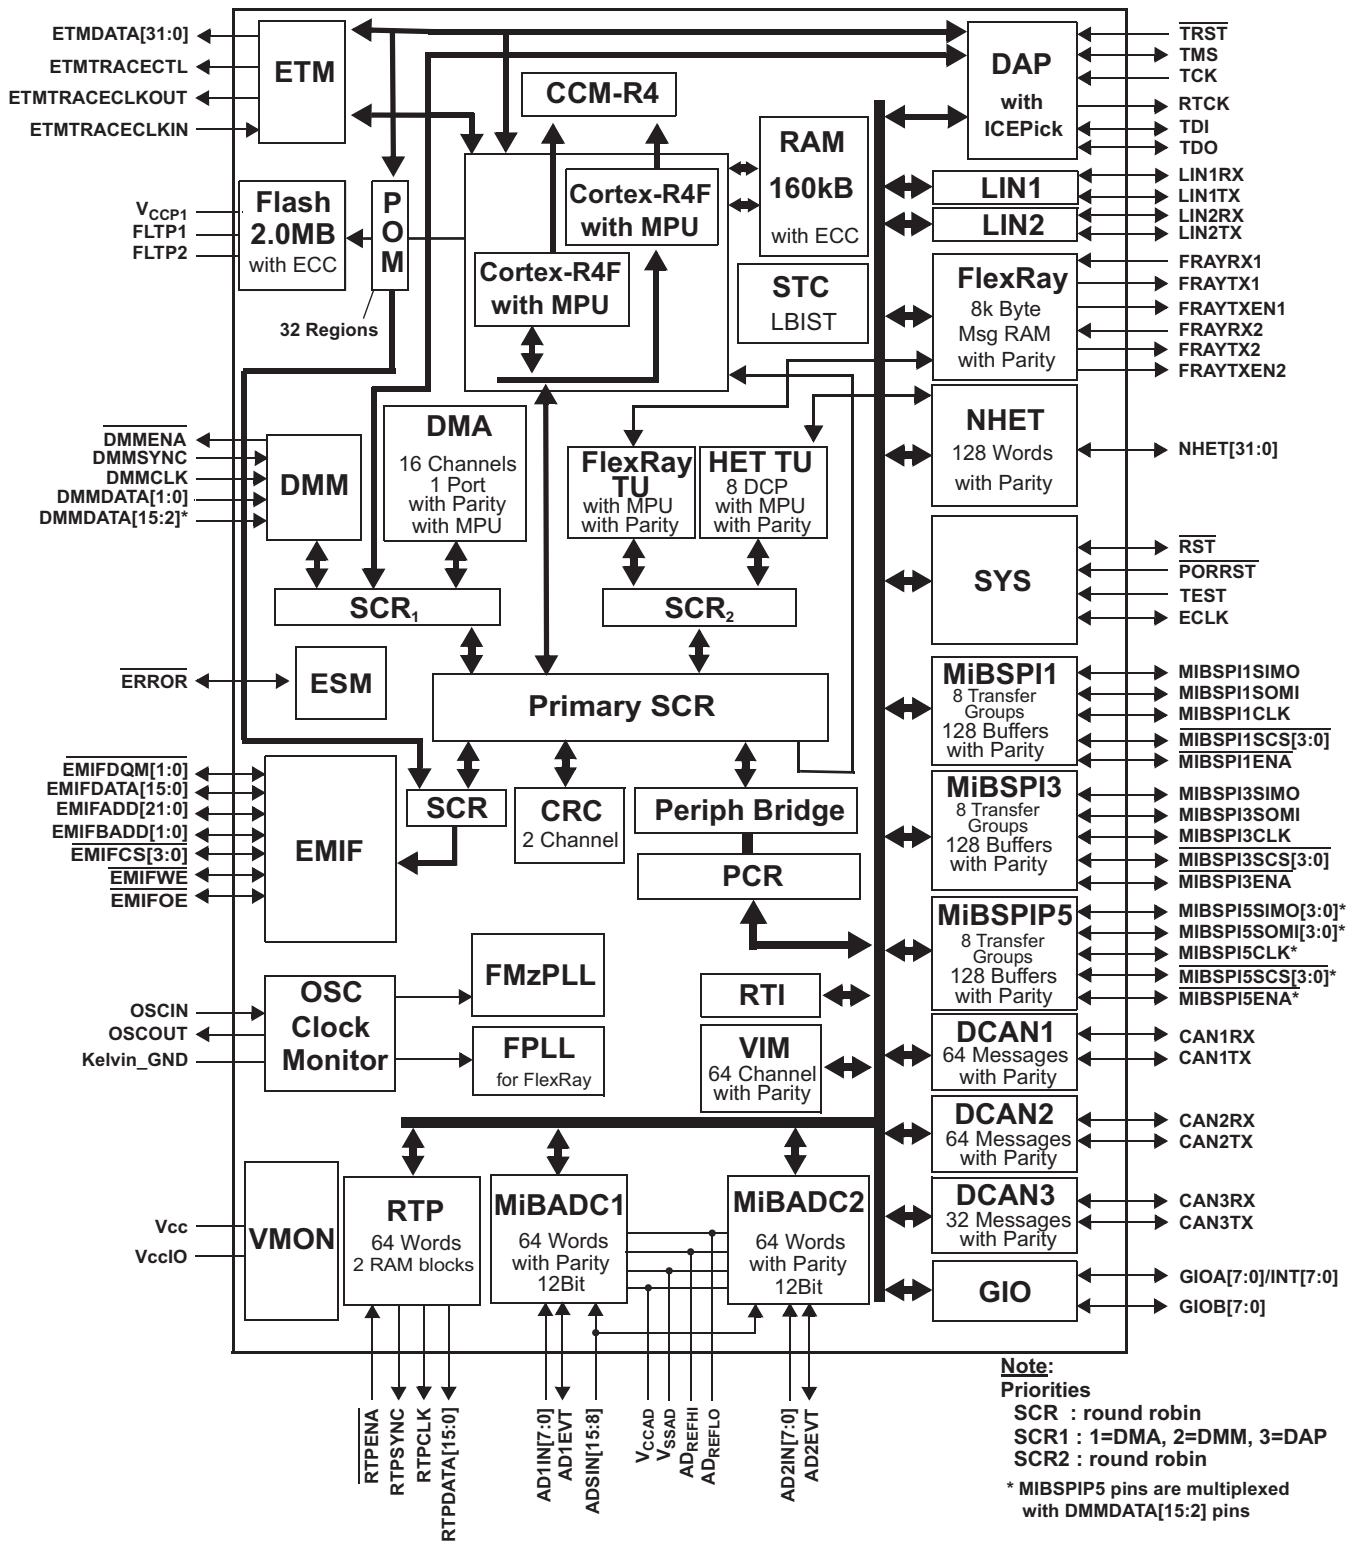 ETMDATA[31:0]
ETMTRACECTL
ETMTRACECLKOUT
ETMTRACECLKIN
ETM
CCM-R4
DAP
with
ICEPick
TRST
TMS
TCK
RTCK
TDI
TDO
VCCP1
FLTP1
FLTP2
Flash
2.0MB
with ECC
P
O
M
32 Regions
Cortex-R4F
with MPU
Cortex-R4F
with MPU
RAM
160kB
with ECC
STC
LBIST
LIN1
LIN2
LIN1RX
LIN1TX
LIN2RX
LIN2TX
FlexRay
8k Byte
Msg RAM
with Parity
FRAYRX1
FRAYTX1
FRAYTXEN1
FRAYRX2
FRAYTX2
FRAYTXEN2
DMMENA
DMMSYNC
DMMCLK
DMMDATA[1:0]
DMMDATA[15:2]*
DMM
DMA
16 Channels
1 Port
with Parity
with MPU
FlexRay
TU
with MPU
with Parity
HET TU
8 DCP
with MPU
with Parity
NHET
128 Words
with Parity
NHET[31:0]
SCR1
SCR2
SYS
RST
PORRST
TEST
ECLK
ERROR
ESM
Primary SCR
MiBSPI1
8 Transfer
Groups
128 Buffers
with Parity
MIBSPI1SIMO
MIBSPI1SOMI
MIBSPI1CLK
MIBSPI1SCS[3:0]
MIBSPI1ENA
EMIFDQM[1:0]
EMIFDATA[15:0]
EMIFADD[21:0]
EMIFBADD[1:0]
EMIFCS[3:0]
EMIFWE
EMIFOE
EMIF
SCR
CRC
2 Channel
Periph Bridge
PCR
MiBSPI3
8 Transfer
Groups
128 Buffers
with Parity
MIBSPI3SIMO
MIBSPI3SOMI
MIBSPI3CLK
MIBSPI3SCS[3:0]
MIBSPI3ENA
MiBSPIP5
8 Transfer
Groups
128 Buffers
with Parity
MIBSPI5SIMO[3:0]*
MIBSPI5SOMI[3:0]*
MIBSPI5CLK*
MIBSPI5SCS[3:0]*
MIBSPI5ENA*
OSCIN
OSCOUT
Kelvin_GND
OSC
Clock
Monitor
FMzPLL
FPLL
for FlexRay
RTI
VIM
64 Channel
with Parity
DCAN1
64 Messages
with Parity
CAN1RX
CAN1TX
DCAN2
64 Messages
with Parity
CAN2RX
CAN2TX
DCAN3
32 Messages
with Parity
CAN3RX
CAN3TX
Vcc
VccIO
VMON
RTP
64 Words
2 RAM blocks
MiBADC1
64 Words
with Parity
12Bit
MiBADC2
64 Words
with Parity
12Bit
GIO
GIOA[7:0]/INT[7:0]
GIOB[7:0]
RTPENA
RTPSYNC
RTPCLK
RTPDATA[15:0]
AD1IN[7:0]
AD1EVT
ADSIN[15:8]
VCCAD
VSSAD
ADREFHI
ADREFLO
AD2IN[7:0]
AD2EVT
Note:
Priorities
SCR : round robin
SCR1 : 1=DMA, 2=DMM, 3=DAP
SCR2 : round robin
* MIBSPIP5 pins are multiplexed
with DMMDATA[15:2] pins